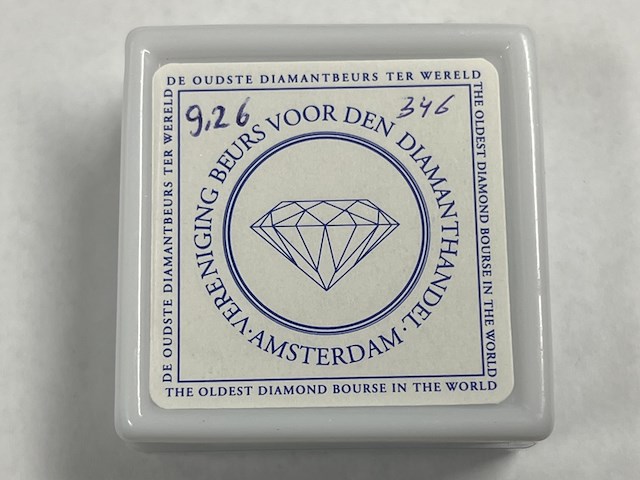 DE OUDSTE DIAMANTBEURS TER WERELD
9,26
346
DE OUDSTE DIAMANTBEURS TER WERELD
VERENIGING BEURS VOOR DEN DIAMANTHANDEL · AMSTERDAM ·
THE OLDEST DIAMOND BOURSE IN THE WORLD
THE OLDEST DIAMOND BOURSE IN THE WORLD